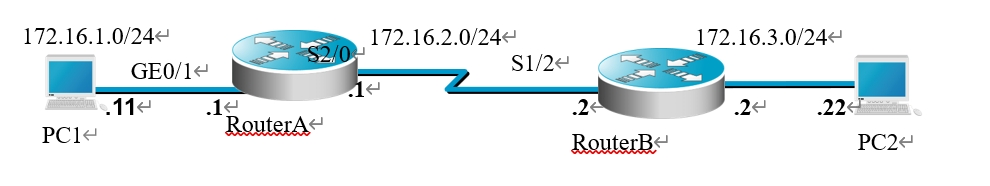 172.16.1.0/24
GE0/1
S2/0
172.16.2.0/24
S1/2
172.16.3.0/24
.11
.1
.1
.2
.2
.22
PC1
RouterA
RouterB
PC2